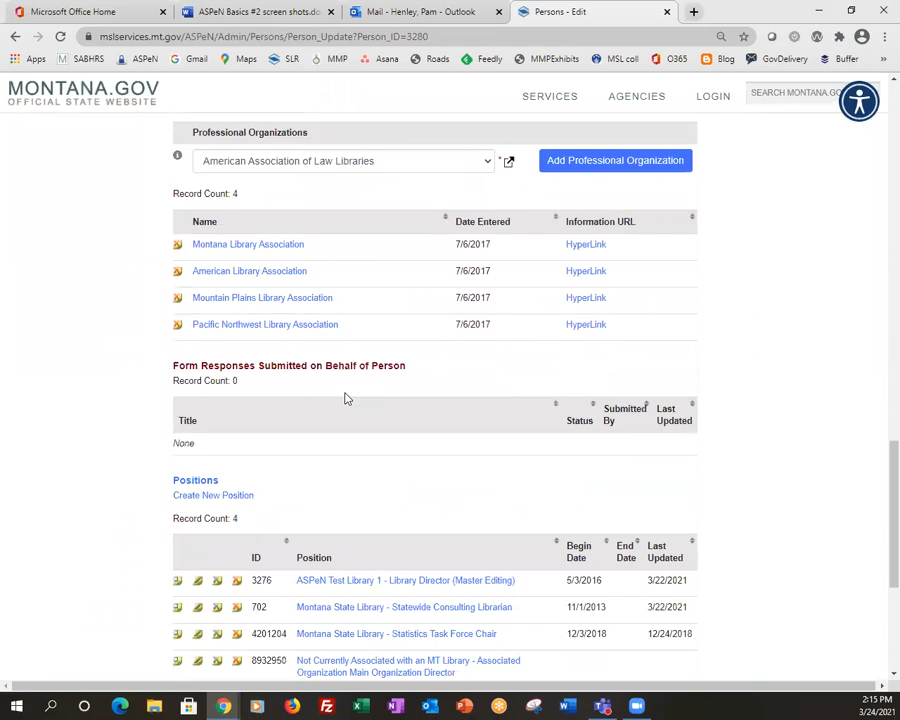 Microsoft Office Home
ASPeN Basics #2 screen shots.do
Mail - Henley, Pam - Outlook
Persons - Edit
mslservices.mt.gov/ASPeN/Admin/Persons/Person_Update?Person_ID=3280
Apps SABHRS ASPeN Gmail Maps SLR MMP Asana Roads Feedly MMPExhibits MSL coll O365 Blog GovDelivery Buffer
MONTANA.GOV
OFFICIAL STATE WEBSITE
SERVICES AGENCIES LOGIN SEARCH MONTANA.GO
Professional Organizations
American Association of Law Libraries * Add Professional Organization
Record Count: 4
Name Date Entered Information URL
Montana Library Association 7/6/2017 HyperLink
American Library Association 7/6/2017 HyperLink
Mountain Plains Library Association 7/6/2017 HyperLink
Pacific Northwest Library Association 7/6/2017 HyperLink
Form Responses Submitted on Behalf of Person
Record Count: 0
Title Status Submitted By Last Updated
None
Positions
Create New Position
Record Count: 4
ID Position Begin Date End Date Last Updated
3276 ASPeN Test Library 1 - Library Director (Master Editing) 5/3/2016 3/22/2021
702 Montana State Library - Statewide Consulting Librarian 11/1/2013 3/22/2021
4201204 Montana State Library - Statistics Task Force Chair 12/3/2018 12/24/2018
8932950 Not Currently Associated with an MT Library - Associated
Organization Main Organization Director
2:15 PM
3/24/2021